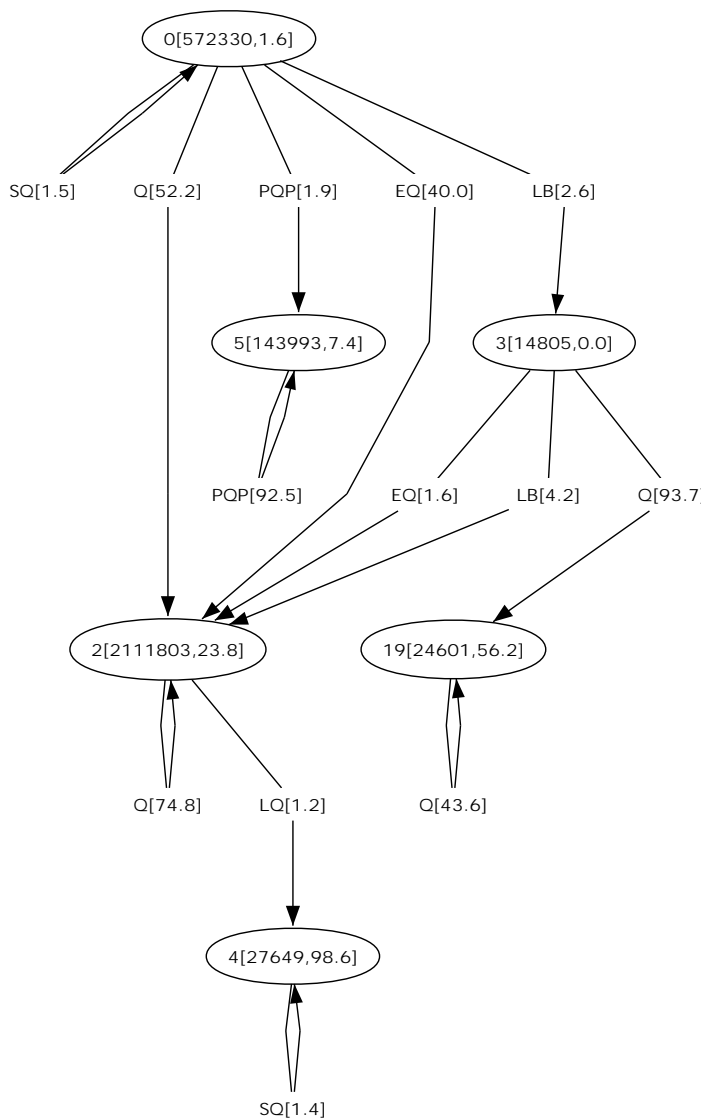 0[572330,1.6]
SQ[1.5]
Q[52.2]
PQP[1.9]
EQ[40.0]
LB[2.6]
5[143993,7.4]
3[14805,0.0]
PQP[92.5]
EQ[1.6]
LB[4.2]
Q[93.7]
2[2111803,23.8]
19[24601,56.2]
Q[74.8]
LQ[1.2]
Q[43.6]
4[27649,98.6]
SQ[1.4]